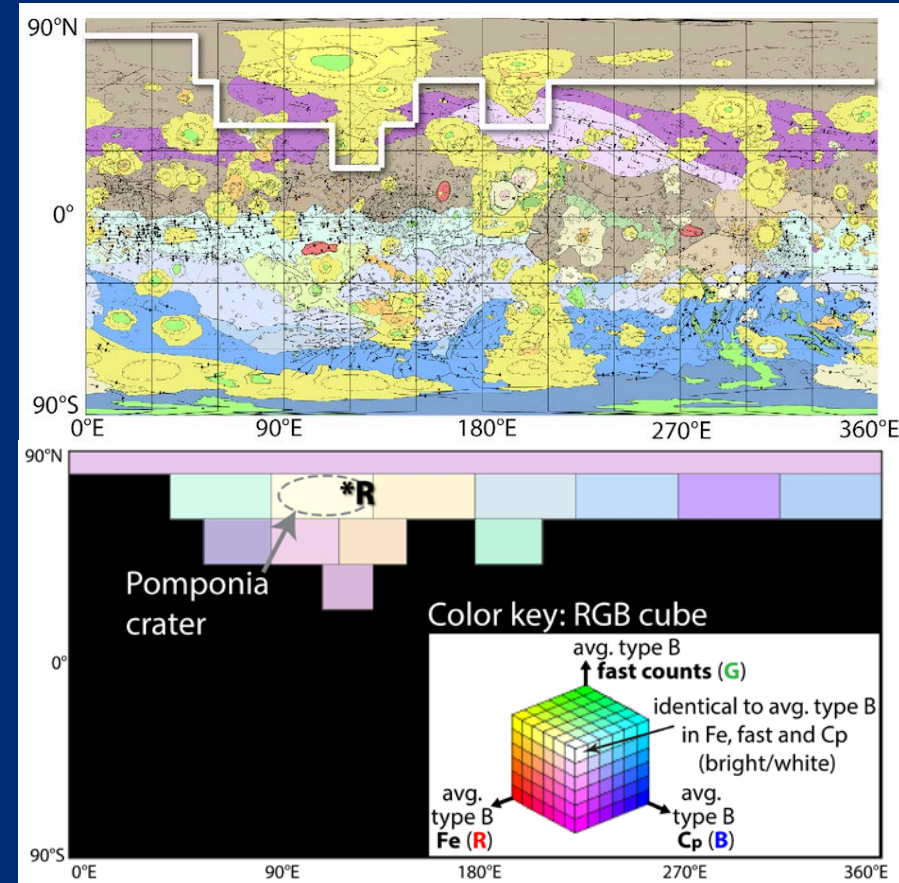 90°N
0°
90°S
0°E 90°E 180°E 270°E 360°E
90°N
*R
Pomponia
crater
Color key: RGB cube
avg. type B
fast counts (G)
identical to avg. type B
in Fe, fast and Cp
(bright/white)
avg.
type B
Fe (R)
avg.
type B
Cp (B)
0°
90°S
0°E 90°E 180°E 270°E 360°E